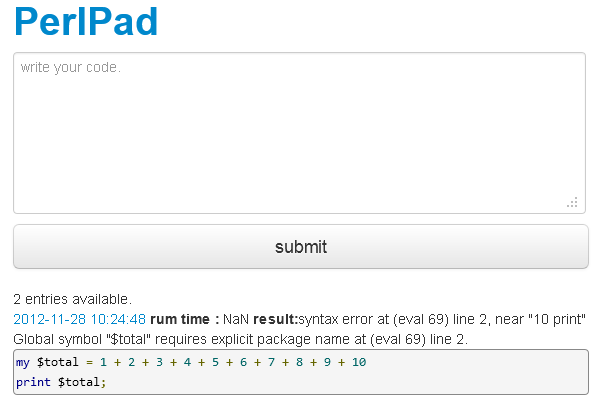 PerlPad
write your code.
submit
2 entries available.
2012-11-28 10:24:48 rum time : NaN result:syntax error at (eval 69) line 2, near "10 print"
Global symbol "$total" requires explicit package name at (eval 69) line 2.
my $total = 1 + 2 + 3 + 4 + 5 + 6 + 7 + 8 + 9 + 10
print $total;